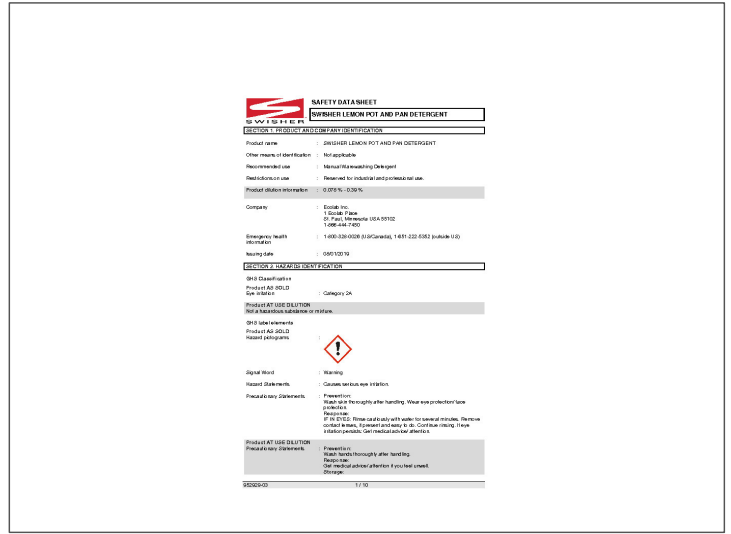 SAFETY DATA SHEET
SWISHER
SWISHER LEMON POT AND PAN DETERGENT
SECTION 1. PRODUCT AND COMPANY IDENTIFICATION
Product name : SWISHER LEMON POT AND PAN DETERGENT
Other means of identification : Not applicable
Recommended use : Manual Warewashing Detergent
Restrictions on use : Reserved for industrial and professional use.
Product dilution information : 0.078 % - 0.39 %
Company : Ecolab Inc.
1 Ecolab Place
St. Paul, Minnesota USA 55102
1-866-444-7450
Emergency health : 1-800-328-0026 (US/Canada), 1-651-222-5352 (outside US)
information
Issuing date : 08/01/2019
SECTION 2. HAZARDS IDENTIFICATION
GHS Classification
Product AS SOLD
Eye irritation : Category 2A
Product AT USE DILUTION
Not a hazardous substance or mixture.
GHS label elements
Product AS SOLD
Hazard pictograms :
Signal Word : Warning
Hazard Statements : Causes serious eye irritation.
Precautionary Statements : Prevention:
Wash skin thoroughly after handling. Wear eye protection/ face
protection.
Response:
IF IN EYES: Rinse cautiously with water for several minutes. Remove
contact lenses, if present and easy to do. Continue rinsing. If eye
irritation persists: Get medical advice/ attention.
Product AT USE DILUTION
Precautionary Statements : Prevention:
Wash hands thoroughly after handling.
Response:
Get medical advice/ attention if you feel unwell.
Storage:
952929-03 1 / 10